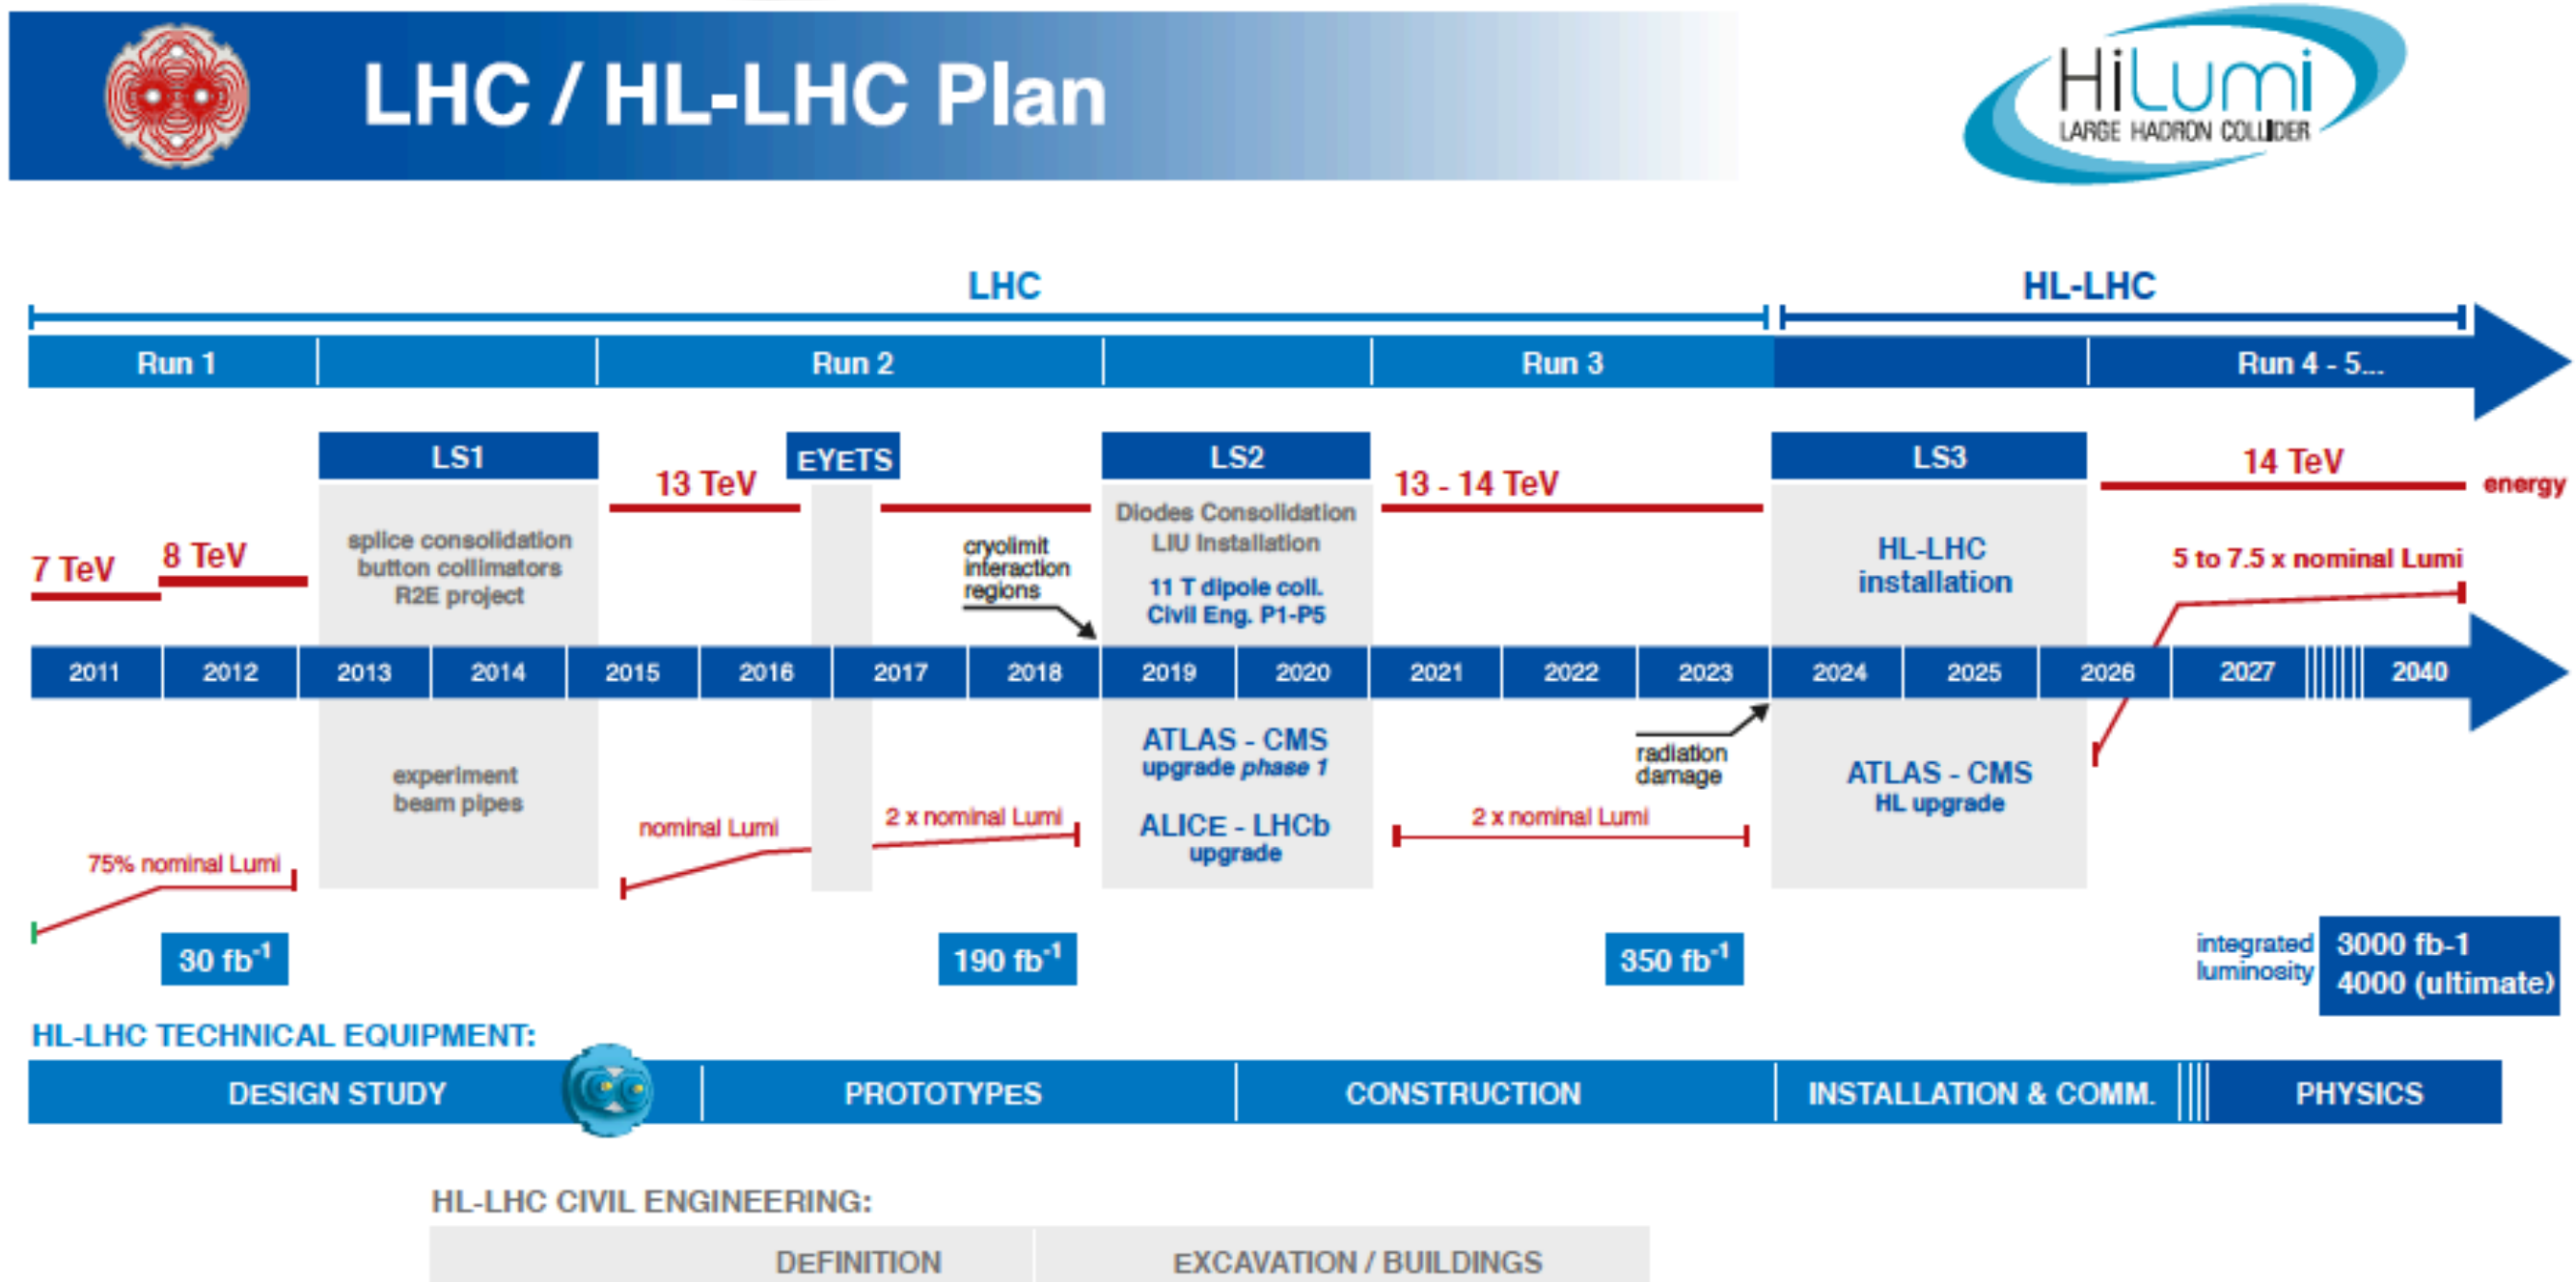 LHC / HL-LHC Plan
HiLumi
LARGE HADRON COLLIDER
LHC
HL-LHC
Run 1
Run 2
Run 3
Run 4 - 5...
LS1
EYETS
LS2
LS3
14 TeV
energy
13 TeV
13 - 14 TeV
7 TeV
8 TeV
splice consolidation
button collimators
R2E project
cryolimit
interaction
regions
Diodes Consolidation
LIU Installation
11 T dipole coll.
Civil Eng. P1-P5
HL-LHC
installation
5 to 7.5 x nominal Lumi
2011
2012
2013
2014
2015
2016
2017
2018
2019
2020
2021
2022
2023
2024
2025
2026
2027
2040
experiment
beam pipes
ATLAS - CMS
upgrade phase 1
ALICE - LHCb
upgrade
radiation
damage
ATLAS - CMS
HL upgrade
75% nominal Lumi
nominal Lumi
2 x nominal Lumi
2 x nominal Lumi
30 fb⁻¹
190 fb⁻¹
350 fb⁻¹
integrated
luminosity
3000 fb-1
4000 (ultimate)
HL-LHC TECHNICAL EQUIPMENT:
DESIGN STUDY
PROTOTYPES
CONSTRUCTION
INSTALLATION & COMM.
PHYSICS
HL-LHC CIVIL ENGINEERING:
DEFINITION
EXCAVATION / BUILDINGS